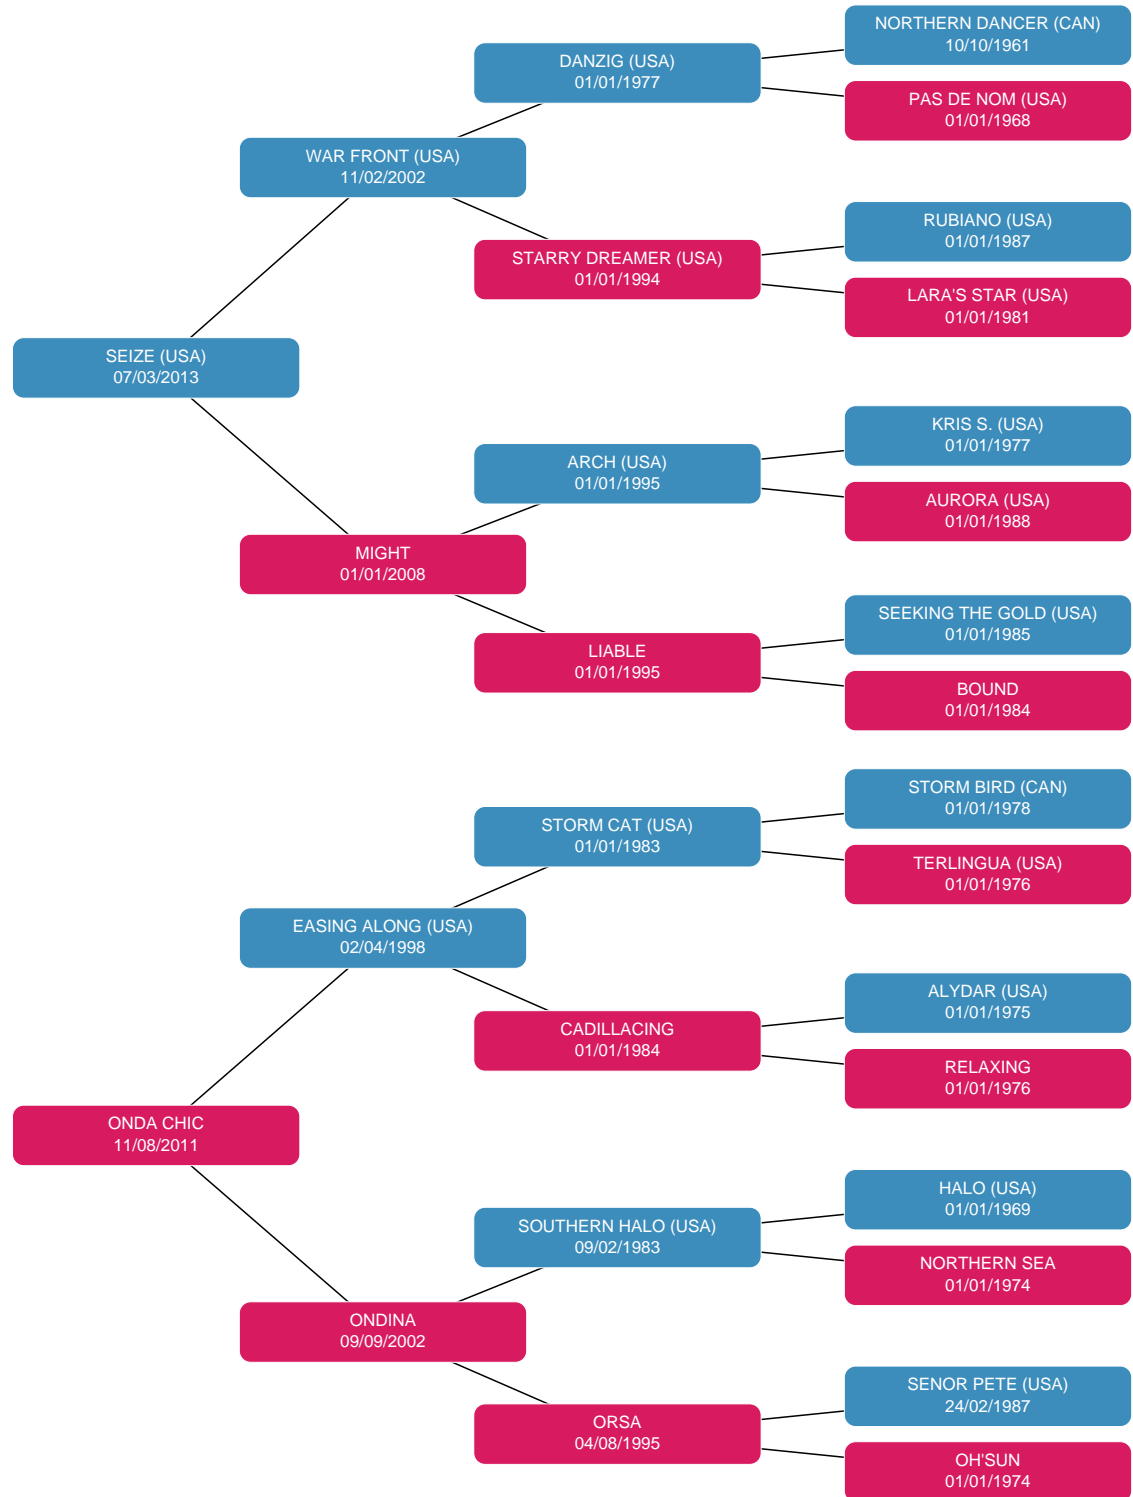 NORTHERN DANCER (CAN)
10/10/1961
DANZIG (USA)
01/01/1977
PAS DE NOM (USA)
01/01/1968
WAR FRONT (USA)
11/02/2002
RUBIANO (USA)
01/01/1987
STARRY DREAMER (USA)
01/01/1994
LARA'S STAR (USA)
01/01/1981
SEIZE (USA)
07/03/2013
KRIS S. (USA)
01/01/1977
ARCH (USA)
01/01/1995
AURORA (USA)
01/01/1988
MIGHT
01/01/2008
SEEKING THE GOLD (USA)
01/01/1985
LIABLE
01/01/1995
BOUND
01/01/1984
STORM BIRD (CAN)
01/01/1978
STORM CAT (USA)
01/01/1983
TERLINGUA (USA)
01/01/1976
EASING ALONG (USA)
02/04/1998
ALYDAR (USA)
01/01/1975
CADILLACING
01/01/1984
RELAXING
01/01/1976
ONDA CHIC
11/08/2011
HALO (USA)
01/01/1969
SOUTHERN HALO (USA)
09/02/1983
NORTHERN SEA
01/01/1974
ONDINA
09/09/2002
SENOR PETE (USA)
24/02/1987
ORSA
04/08/1995
OH'SUN
01/01/1974